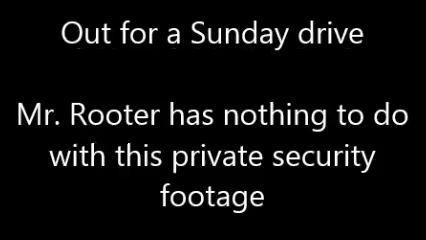 Out for a Sunday drive
Mr. Rooter has nothing to do
with this private security
footage